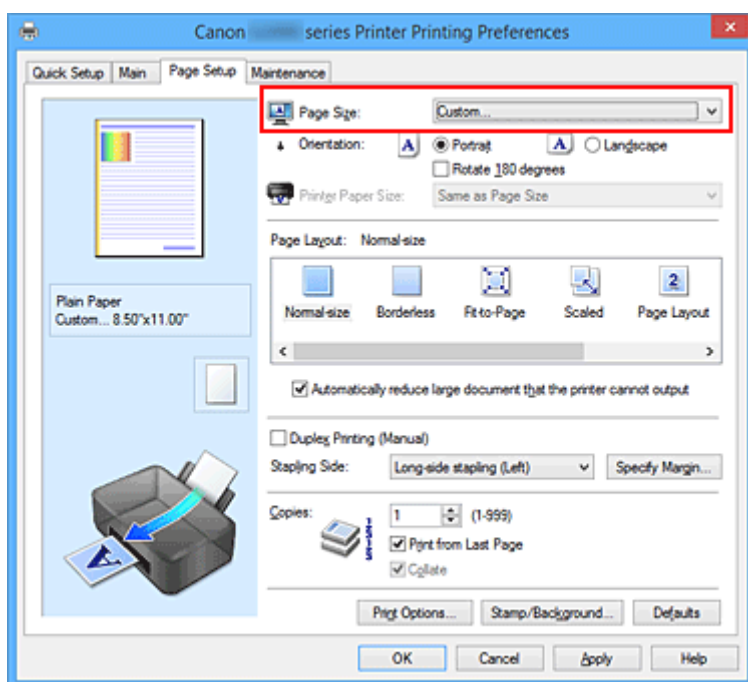 Canon series Printer Printing Preferences
Quick Setup Main Page Setup Maintenance
Page Size: Custom...
Orientation: A Portrait A Landscape
Rotate 180 degrees
Printer Paper Size: Same as Page Size
Page Layout: Normal-size
Plain Paper
Custom... 8.50"x11.00"
2
Normal-size Borderless Fit-to-Page Scaled Page Layout
Automatically reduce large document that the printer cannot output
Duplex Printing (Manual)
Stapling Side: Long-side stapling (Left) Specify Margin...
Copies: 1 (1-999)
Print from Last Page
Collate
A
Print Options... Stamp/Background... Defaults
OK Cancel Apply Help